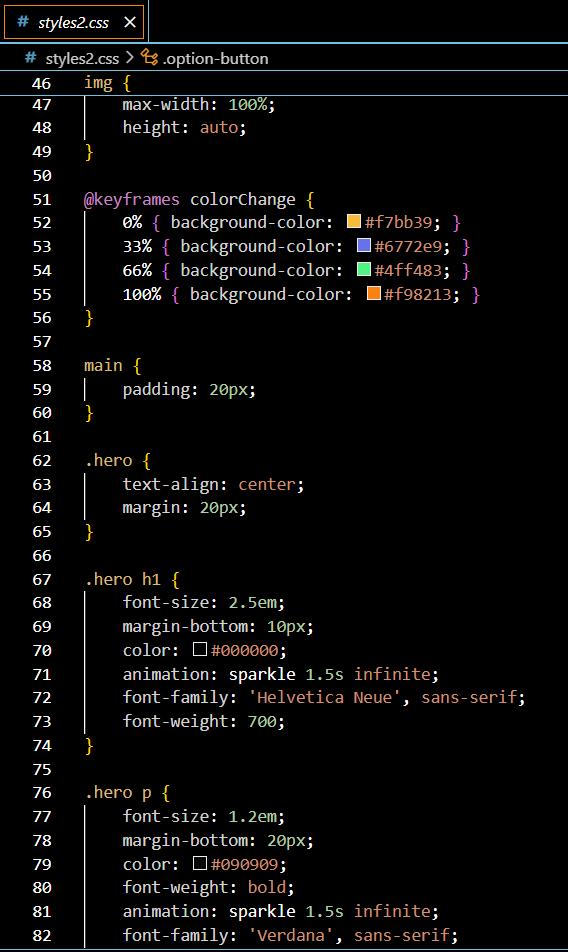 # styles2.css ×
# styles2.css > .option-button
46 img {
47 max-width: 100%;
48 height: auto;
49 }
50
51 @keyframes colorChange {
52 0% { background-color: #f7bb39; }
53 33% { background-color: #6772e9; }
54 66% { background-color: #4ff483; }
55 100% { background-color: #f98213; }
56 }
57
58 main {
59 padding: 20px;
60 }
61
62 .hero {
63 text-align: center;
64 margin: 20px;
65 }
66
67 .hero h1 {
68 font-size: 2.5em;
69 margin-bottom: 10px;
70 color: #000000;
71 animation: sparkle 1.5s infinite;
72 font-family: 'Helvetica Neue', sans-serif;
73 font-weight: 700;
74 }
75
76 .hero p {
77 font-size: 1.2em;
78 margin-bottom: 20px;
79 color: #090909;
80 font-weight: bold;
81 animation: sparkle 1.5s infinite;
82 font-family: 'Verdana', sans-serif;